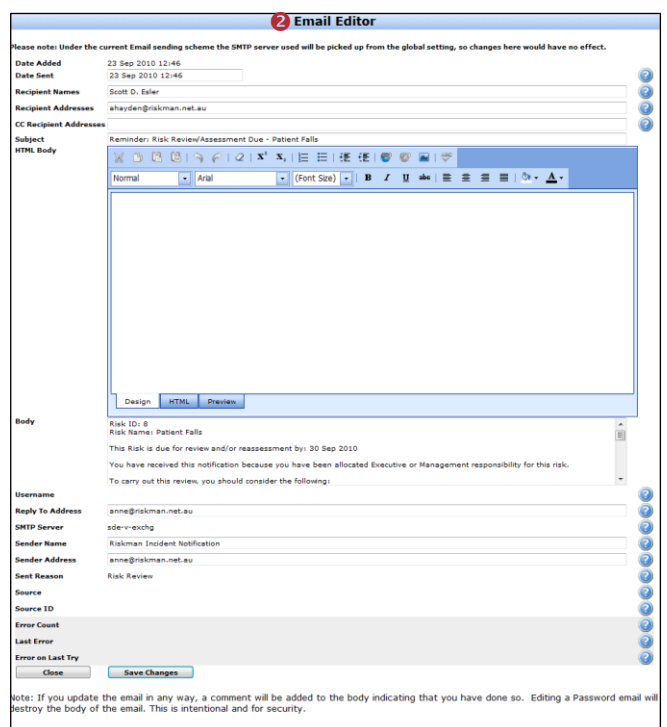 2 Email Editor
Please note: Under the current Email sending scheme the SMTP server used will be picked up from the global setting, so changes here would have no effect.
Date Added 23 Sep 2010 12:46
Date Sent 23 Sep 2010 12:46
Recipient Names Scott D. Esler
Recipient Addresses ahayden@riskman.net.au
CC Recipient Addresses
Subject Reminder: Risk Review/Assessment Due - Patient Falls
HTML Body
Normal Arial (Font Size) B I U abc A
Design HTML Preview
Body Risk ID: 8
Risk Name: Patient Falls
This Risk is due for review and/or reassessment by: 30 Sep 2010
You have received this notification because you have been allocated Executive or Management responsibility for this risk.
To carry out this review, you should consider the following:
Username
Reply To Address anne@riskman.net.au
SMTP Server sde-v-exchg
Sender Name Riskman Incident Notification
Sender Address anne@riskman.net.au
Sent Reason Risk Review
Source
Source ID
Error Count
Last Error
Error on Last Try
Close Save Changes
Note: If you update the email in any way, a comment will be added to the body indicating that you have done so. Editing a Password email will
destroy the body of the email. This is intentional and for security.